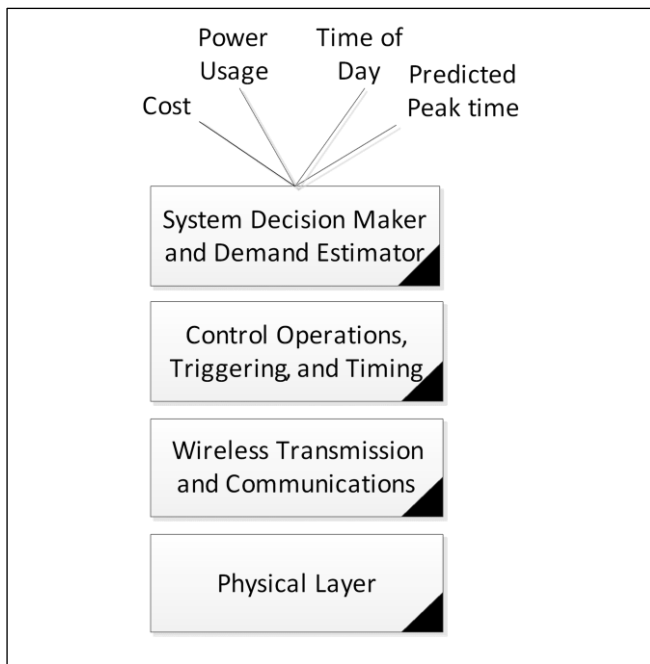 Power
Usage
Time of
Day
Cost
Predicted
Peak time
System Decision Maker
and Demand Estimator
Control Operations,
Triggering, and Timing
Wireless Transmission
and Communications
Physical Layer